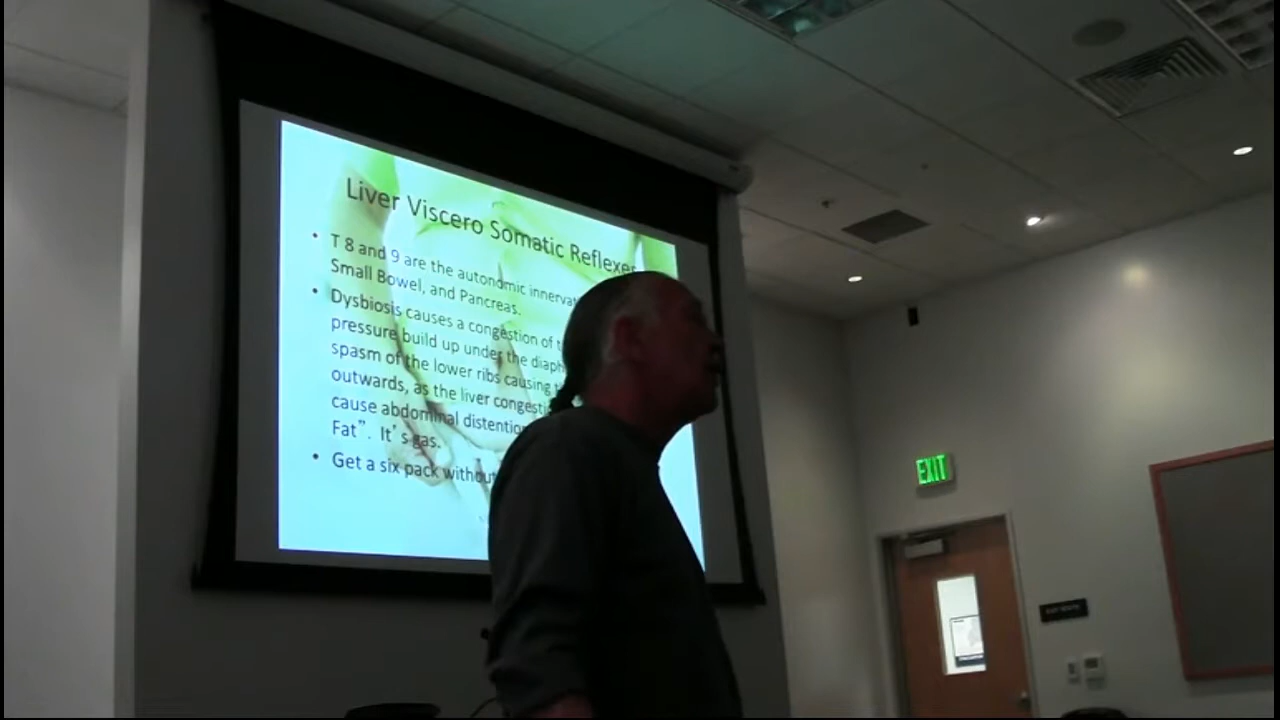 Liver Viscero Somatic Reflexes
• T 8 and 9 are the autonomic innervat
Small Bowel, and Pancreas.
• Dysbiosis causes a congestion of t
pressure build up under the diaph
spasm of the lower ribs causing t
outwards, as the liver congesti
cause abdominal distention
Fat”. It’s gas.
• Get a six pack without
EXIT